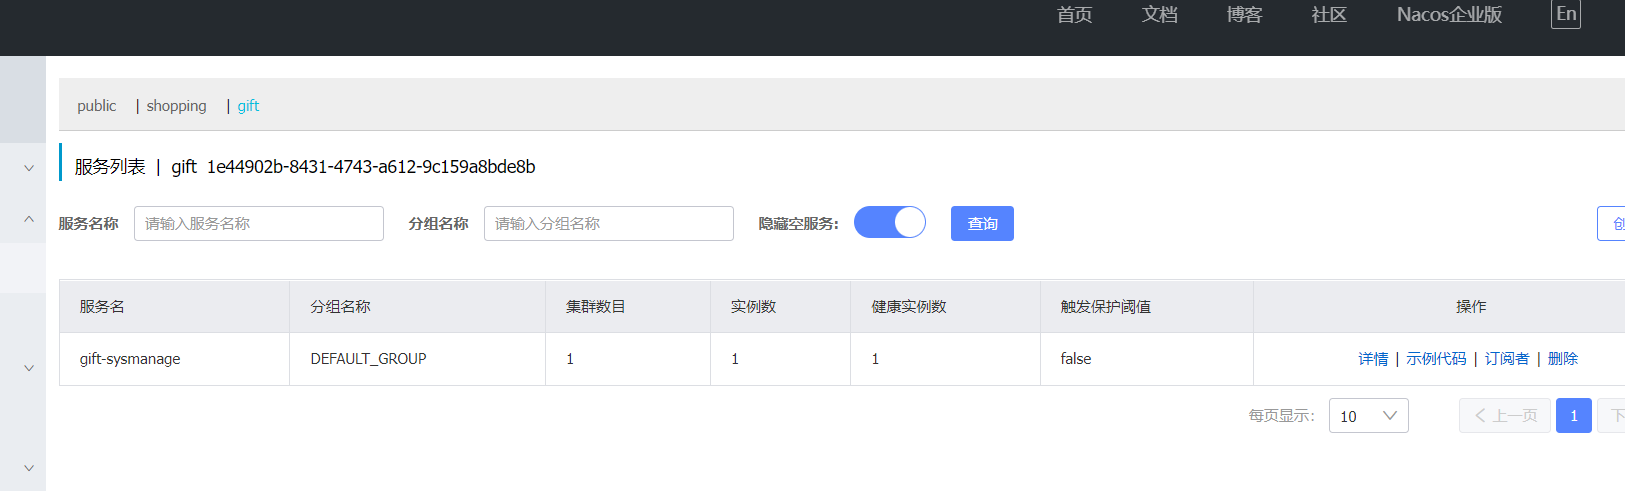 首页 文档 博客 社区 Nacos企业版 En
public | shopping | gift
服务列表 | gift 1e44902b-8431-4743-a612-9c159a8bde8b
服务名称 请输入服务名称 分组名称 请输入分组名称 隐藏空服务: 查询
服务名 分组名称 集群数目 实例数 健康实例数 触发保护阈值 操作
gift-sysmanage DEFAULT_GROUP 1 1 1 false 详情 | 示例代码 | 订阅者 | 删除
每页显示: 10 上一页 1 下